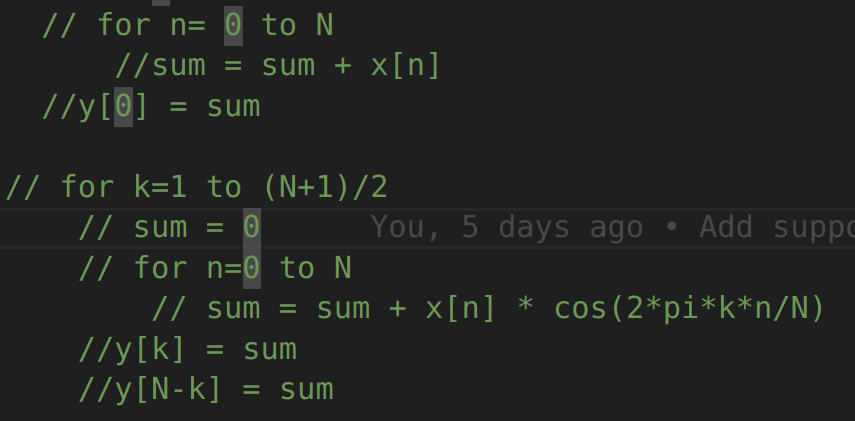 // for n= 0 to N
//sum = sum + x[n]
//y[0] = sum
// for k=1 to (N+1)/2
// sum = 0 You, 5 days ago • Add
// for n=0 to N
// sum = sum + x[n] * cos(2*pi*k*n/N)
//y[k] = sum
//y[N-k] = sum